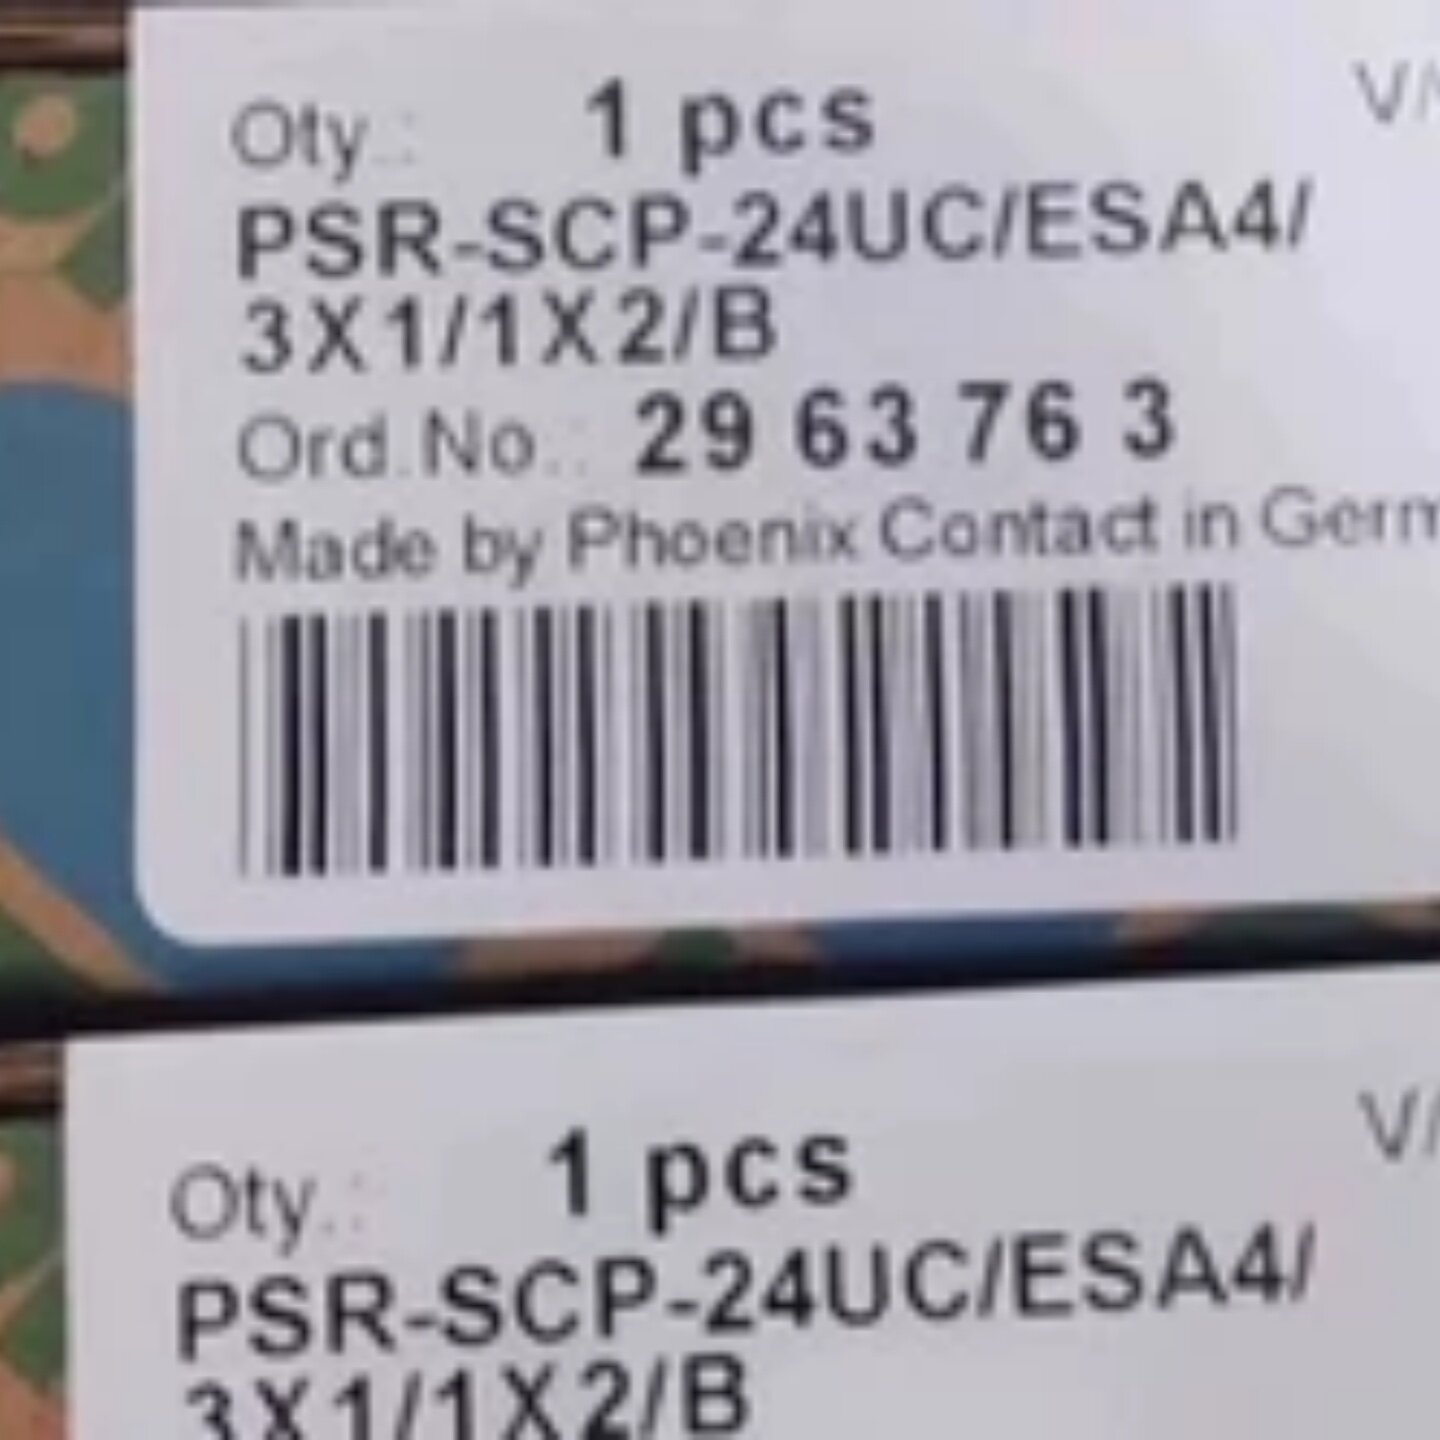 Qty.: 1 pcs
V/
PSR-SCP-24UC/ESA4/
3X1/1X2/B
Ord.No.: 29 63 76 3
Made by Phoenix Contact in Germ
Qty.: 1 pcs
V/
PSR-SCP-24UC/ESA4/
3X1/1X2/B